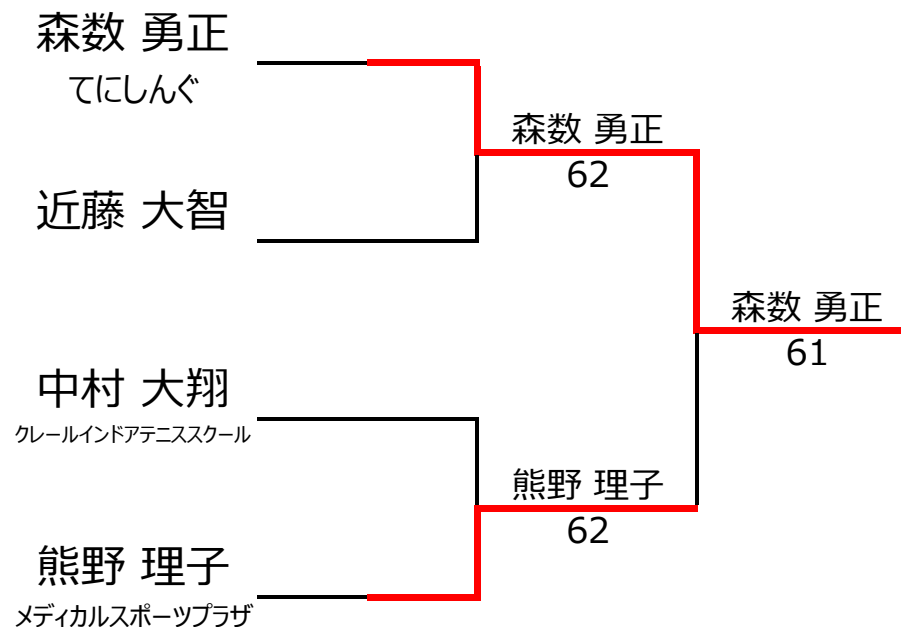 森数 勇正
てにしんぐ
近藤 大智
中村 大翔
クレールインドアテニススクール
熊野 理子
メディカルスポーツプラザ
森数 勇正
62
熊野 理子
62
森数 勇正
61